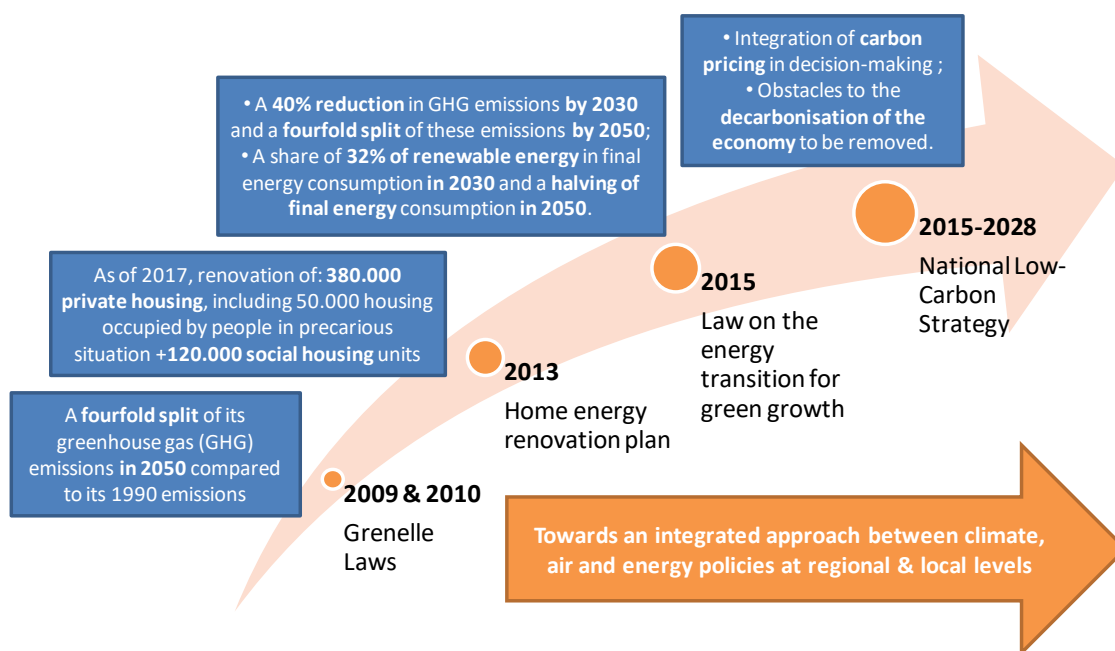 • Integration of carbon
pricing in decision-making ;
• Obstacles to the
decarbonisation of the
economy to be removed.
• A 40% reduction in GHG emissions by 2030
and a fourfold split of these emissions by 2050;
• A share of 32% of renewable energy in final
energy consumption in 2030 and a halving of
final energy consumption in 2050.
2015-2028
National Low-
Carbon
Strategy
As of 2017, renovation of: 380.000
private housing, including 50.000 housing
occupied by people in precarious
situation +120.000 social housing units
2015
Law on the
energy
transition for
green growth
2013
Home energy
renovation plan
A fourfold split of its
greenhouse gas (GHG)
emissions in 2050 compared
to its 1990 emissions
2009 & 2010
Grenelle
Laws
Towards an integrated approach between climate,
air and energy policies at regional & local levels